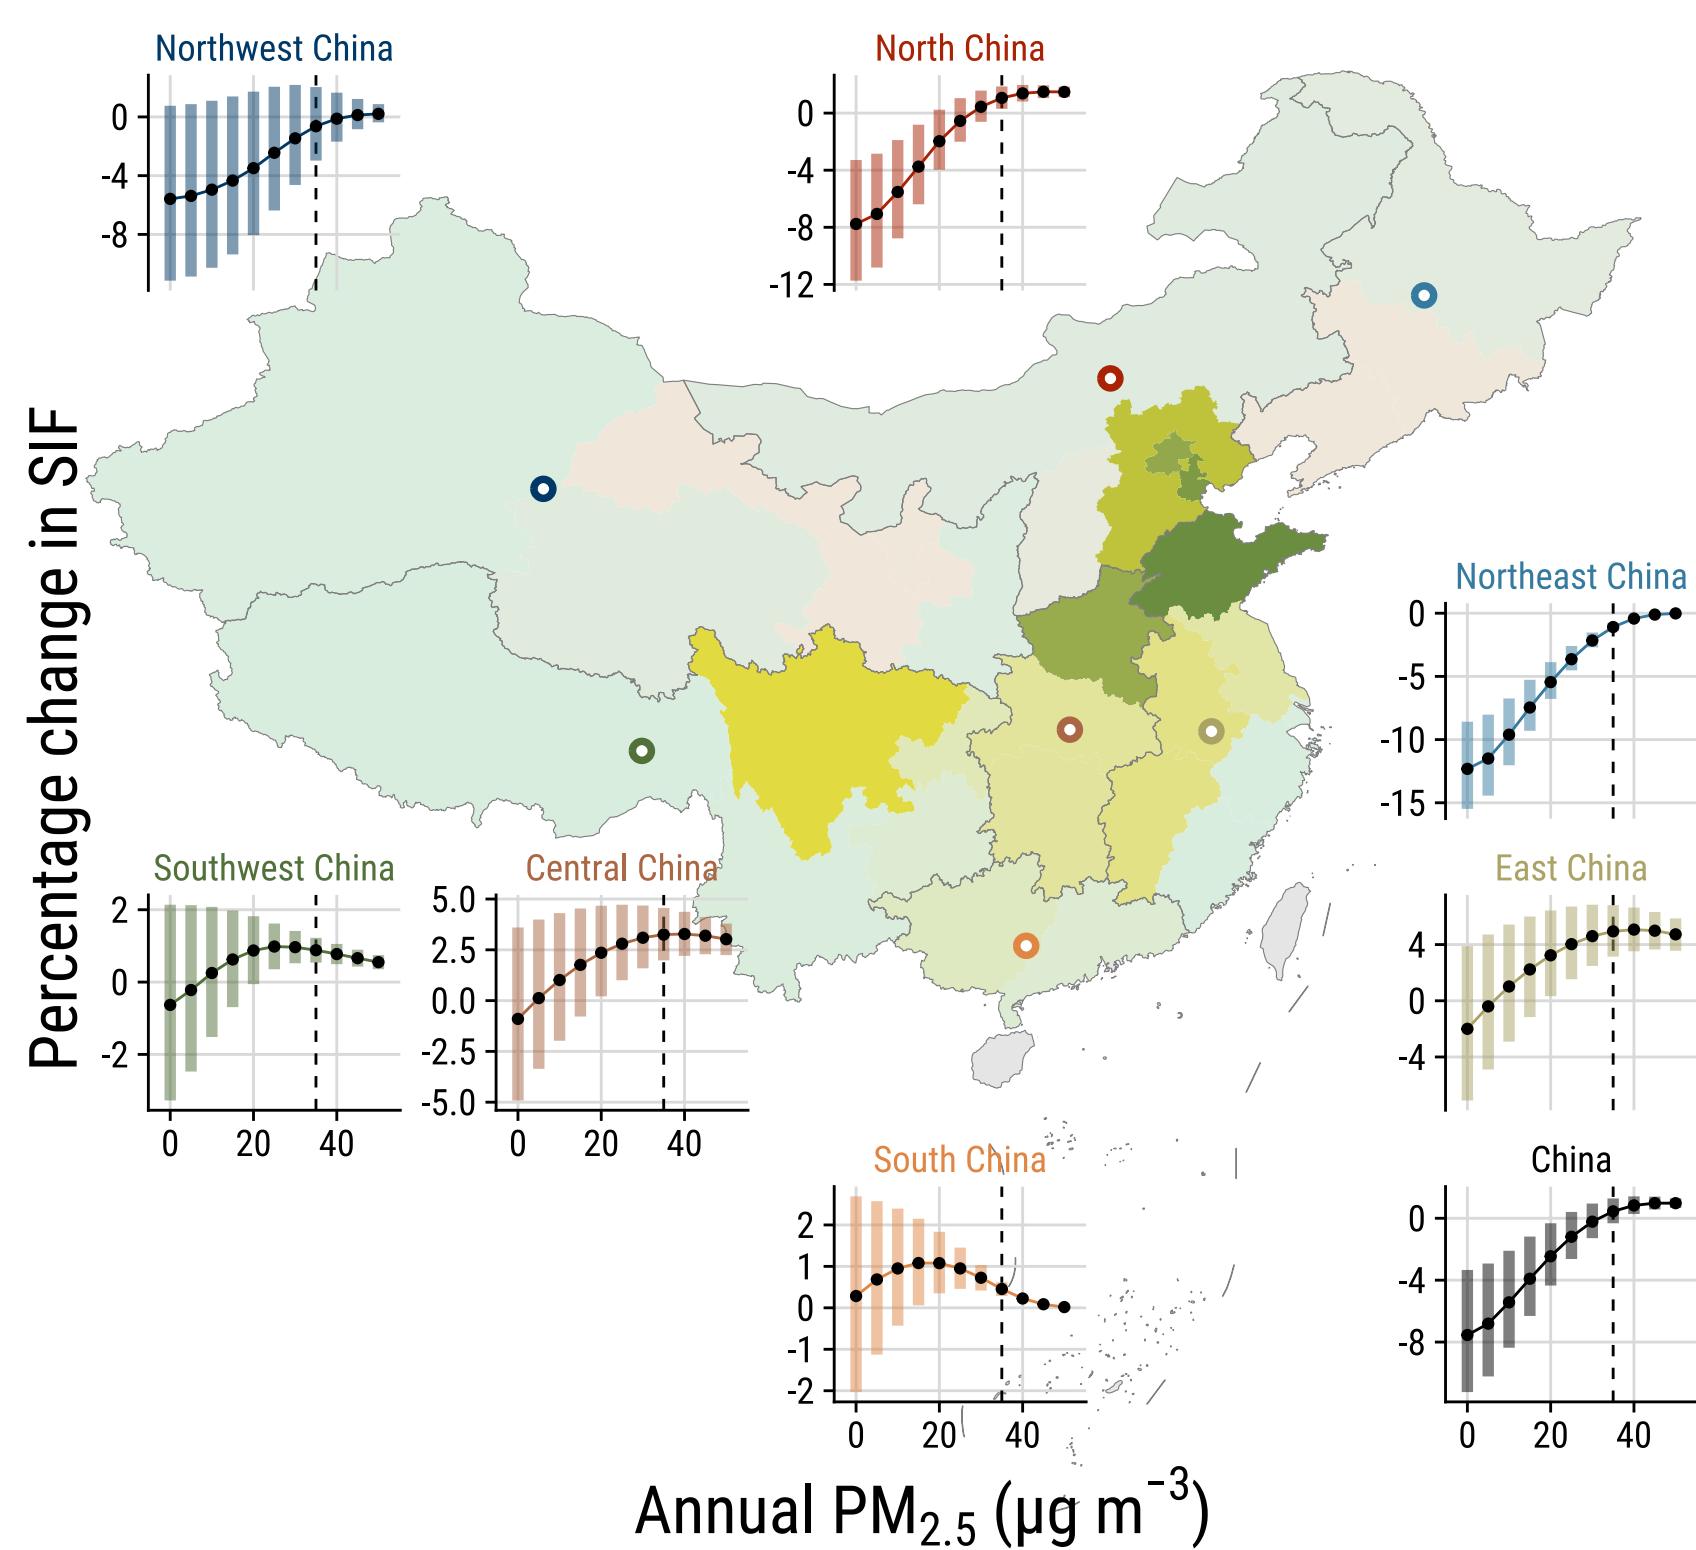 Northwest China
0
-4
-8
North China
0
-4
-8
-12
Percentage change in SIF
Northeast China
0
-5
-10
-15
Southwest China
2
0
-2
0 20 40
Central China
5.0
2.5
0.0
-2.5
-5.0
0 20 40
East China
4
0
-4
South China
2
1
0
-1
-2
0 20 40
China
0
-4
-8
0 20 40
Annual PM2.5 (μg m−3)